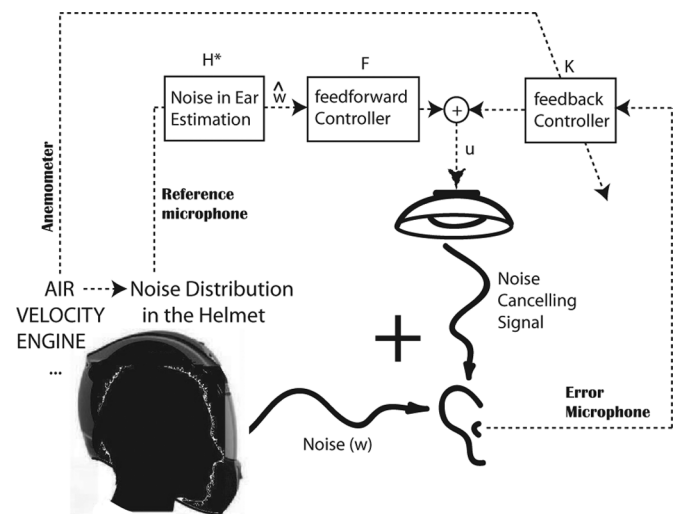 H*
F
K
Noise in Ear
Estimation
^
w
feedforward
Controller
+
feedback
Controller
u
Anemometer
Reference
microphone
AIR
VELOCITY
ENGINE
...
Noise Distribution
in the Helmet
Noise
Cancelling
Signal
+
Error
Microphone
Noise (w)